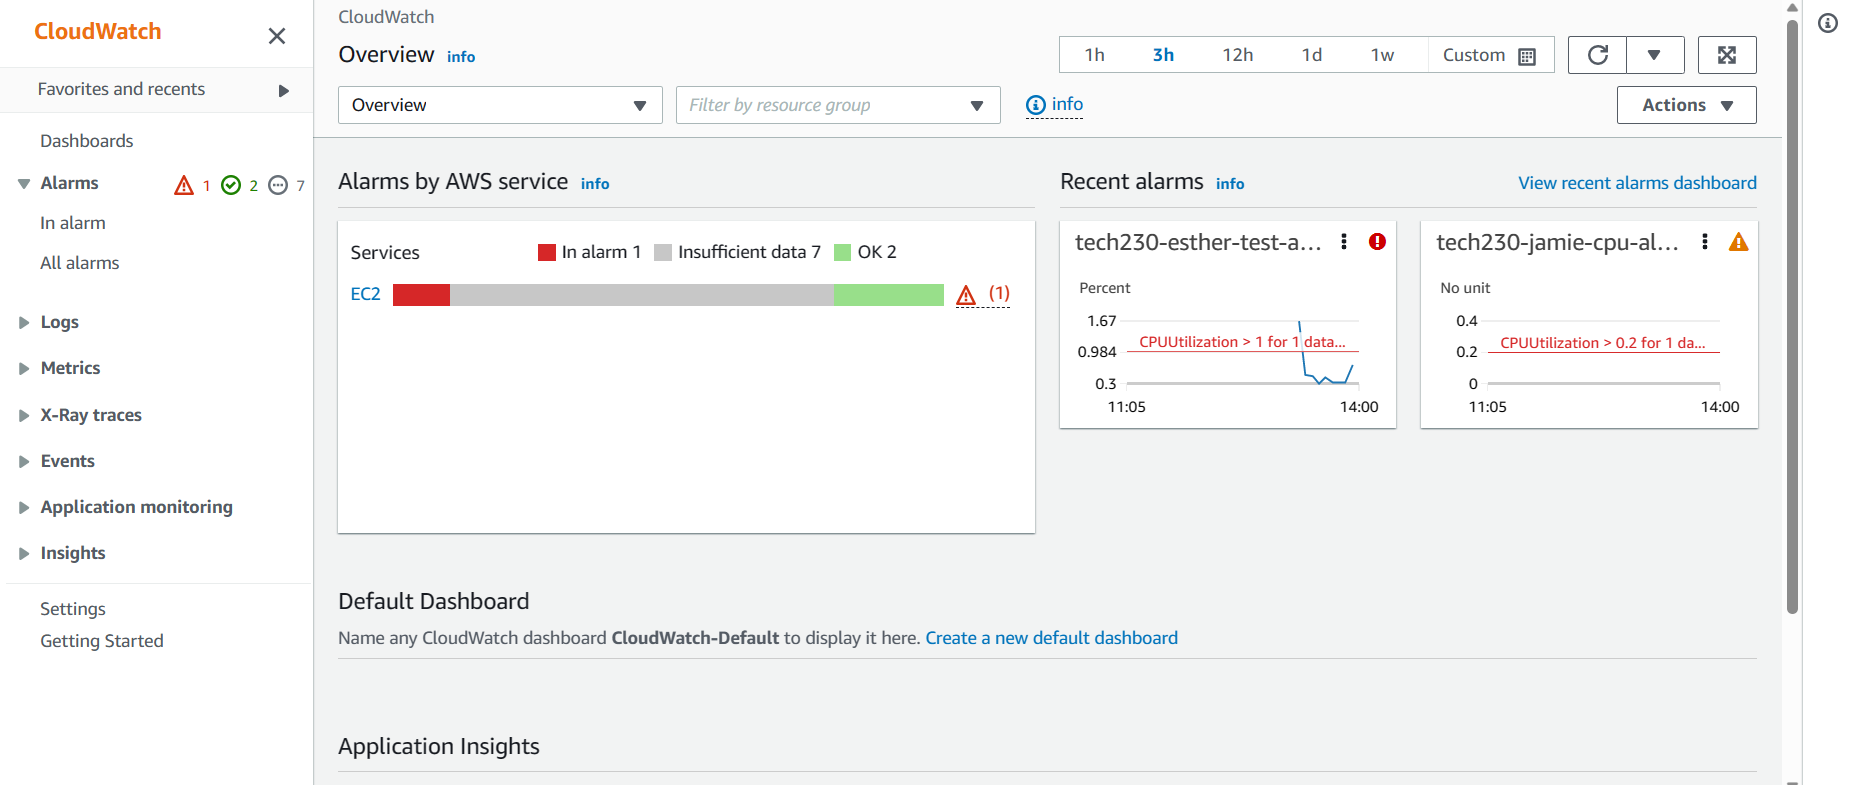 CloudWatch
Favorites and recents
Dashboards
Alarms 1 2 7
In alarm
All alarms
Logs
Metrics
X-Ray traces
Events
Application monitoring
Insights
Settings
Getting Started
CloudWatch
Overview info
1h 3h 12h 1d 1w Custom
Overview
Filter by resource group
info
Actions
Alarms by AWS service info
Services In alarm 1 Insufficient data 7 OK 2
EC2 (1)
Recent alarms info
View recent alarms dashboard
tech230-esther-test-a...
Percent
1.67
CPUUtilization > 1 for 1 data...
0.984
0.3
11:05 14:00
tech230-jamie-cpu-al...
No unit
0.4
CPUUtilization > 0.2 for 1 da...
0.2
0
11:05 14:00
Default Dashboard
Name any CloudWatch dashboard CloudWatch-Default to display it here. Create a new default dashboard
Application Insights